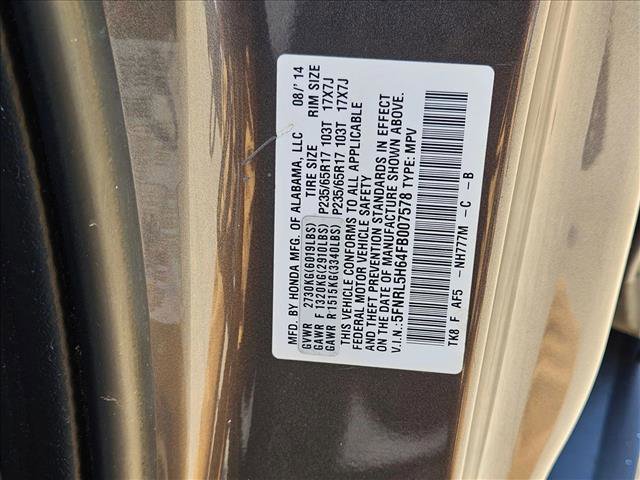 MFD. BY HONDA MFG. OF ALABAMA, LLC 08/'14
GVWR 2730KG(6019LBS) TIRE SIZE RIM SIZE
GAWR F 1320KG(2910LBS) P235/65R17 103T 17X7J
GAWR R 1515KG(3340LBS) P235/65R17 103T 17X7J
THIS VEHICLE CONFORMS TO ALL APPLICABLE
FEDERAL MOTOR VEHICLE SAFETY
AND THEFT PREVENTION STANDARDS IN EFFECT
ON THE DATE OF MANUFACTURE SHOWN ABOVE.
V.I.N.:5FNRL5H64FB007578 TYPE: MPV
TK8 F AF5 -NH777M -C -B